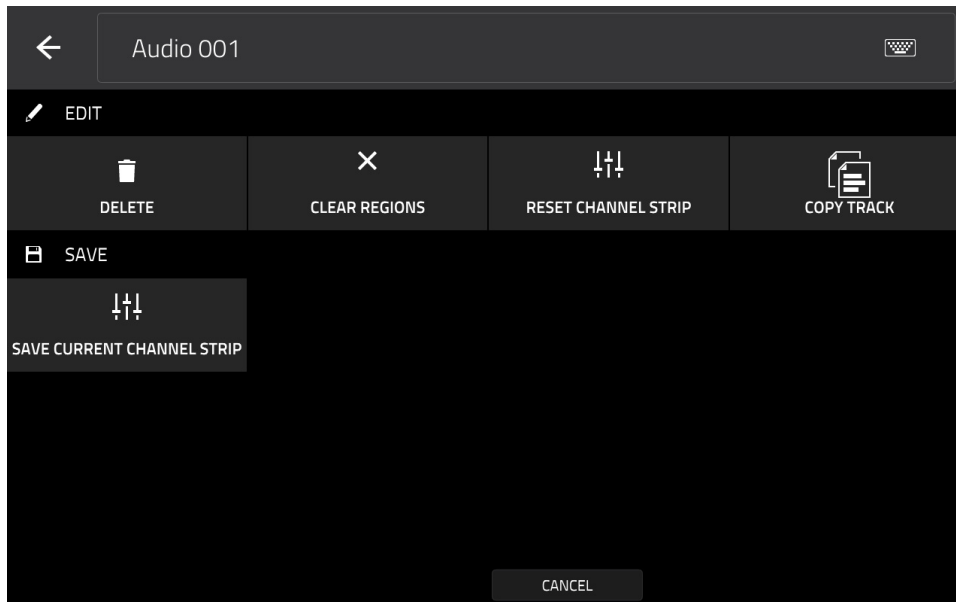 Audio 001
EDIT
DELETE
CLEAR REGIONS
RESET CHANNEL STRIP
COPY TRACK
SAVE
SAVE CURRENT CHANNEL STRIP
CANCEL